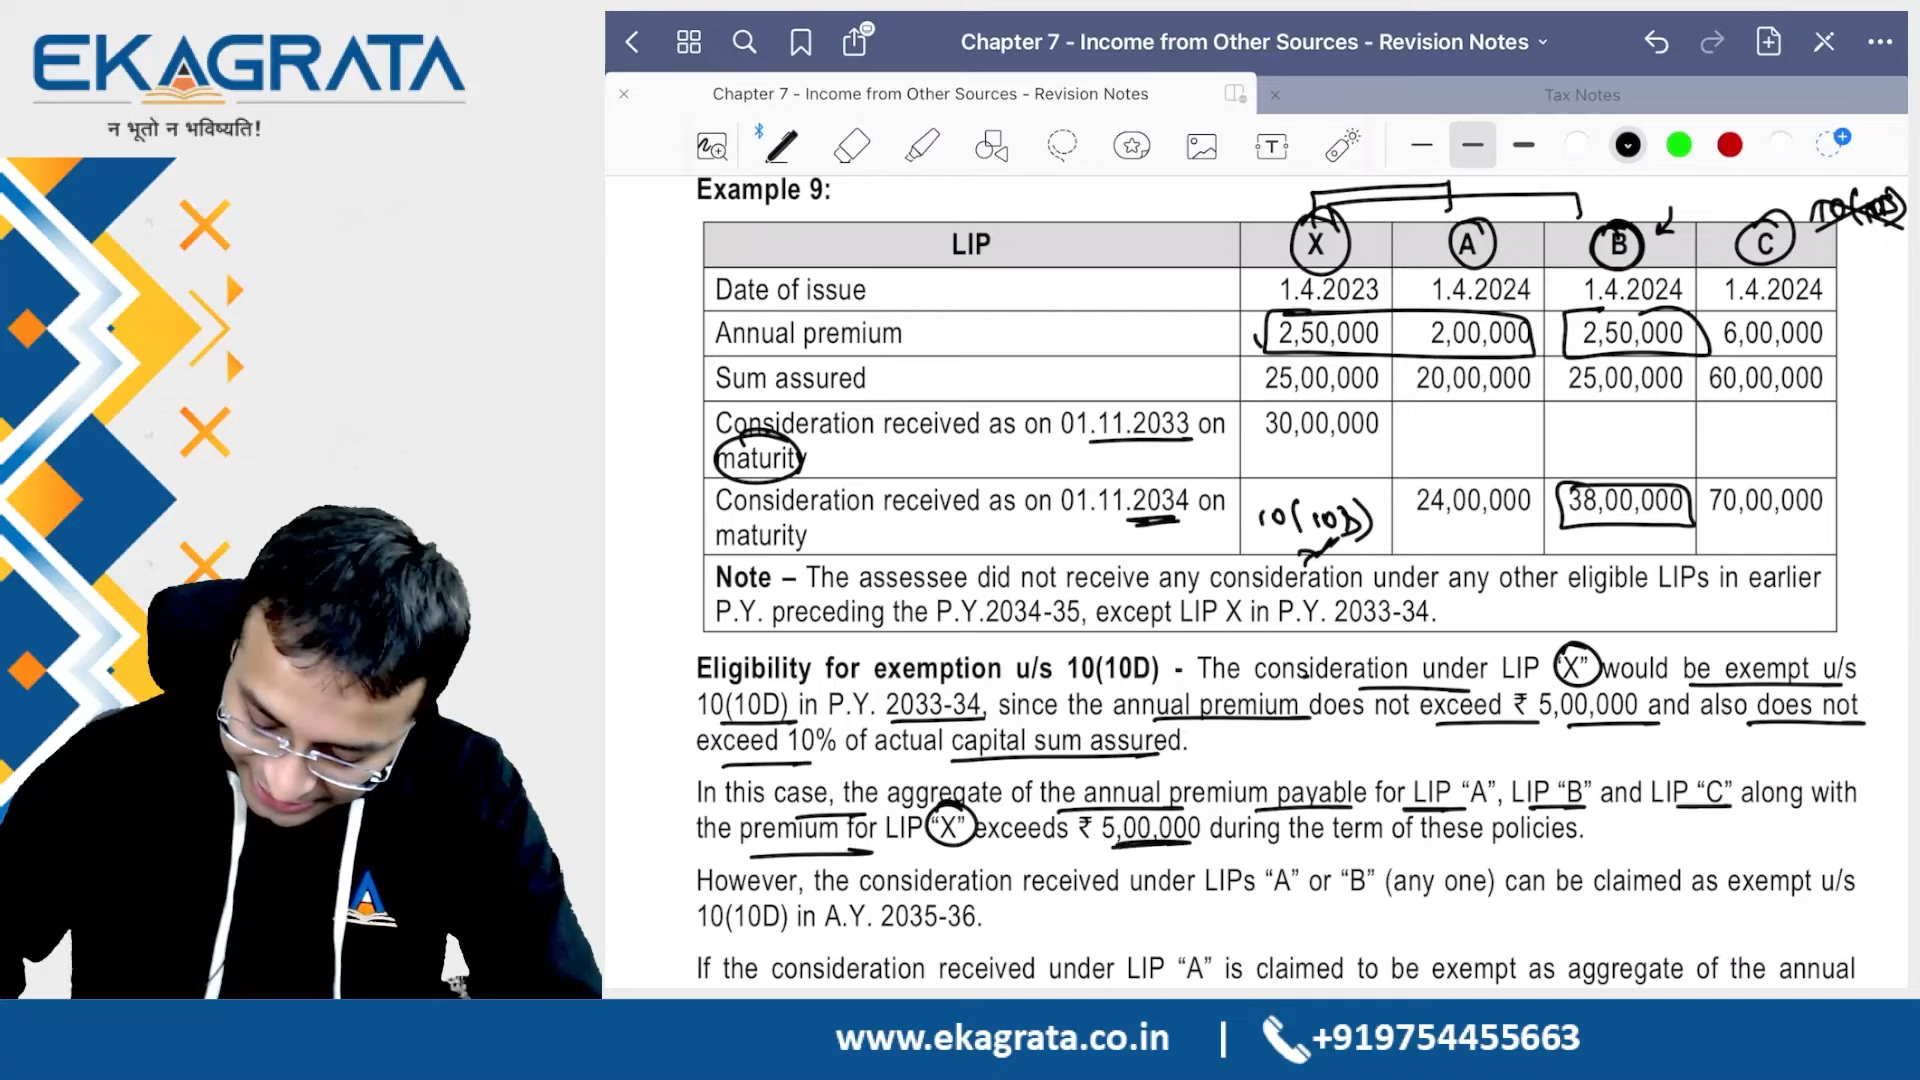 EKAGRATA
न भूतो न भविष्यति!
Chapter 7 - Income from Other Sources - Revision Notes
Chapter 7 - Income from Other Sources - Revision Notes
Tax Notes
Example 9:
LIP X A B C
Date of issue 1.4.2023 1.4.2024 1.4.2024 1.4.2024
Annual premium 2,50,000 2,00,000 2,50,000 6,00,000
Sum assured 25,00,000 20,00,000 25,00,000 60,00,000
Consideration received as on 01.11.2033 on 30,00,000
maturity
Consideration received as on 01.11.2034 on 24,00,000 38,00,000 70,00,000
maturity
Note – The assessee did not receive any consideration under any other eligible LIPs in earlier
P.Y. preceding the P.Y.2034-35, except LIP X in P.Y. 2033-34.
Eligibility for exemption u/s 10(10D) - The consideration under LIP “X” would be exempt u/s
10(10D) in P.Y. 2033-34, since the annual premium does not exceed ₹ 5,00,000 and also does not
exceed 10% of actual capital sum assured.
In this case, the aggregate of the annual premium payable for LIP “A”, LIP “B” and LIP “C” along with
the premium for LIP “X” exceeds ₹ 5,00,000 during the term of these policies.
However, the consideration received under LIPs “A” or “B” (any one) can be claimed as exempt u/s
10(10D) in A.Y. 2035-36.
If the consideration received under LIP “A” is claimed to be exempt as aggregate of the annual
www.ekagrata.co.in | +919754455663